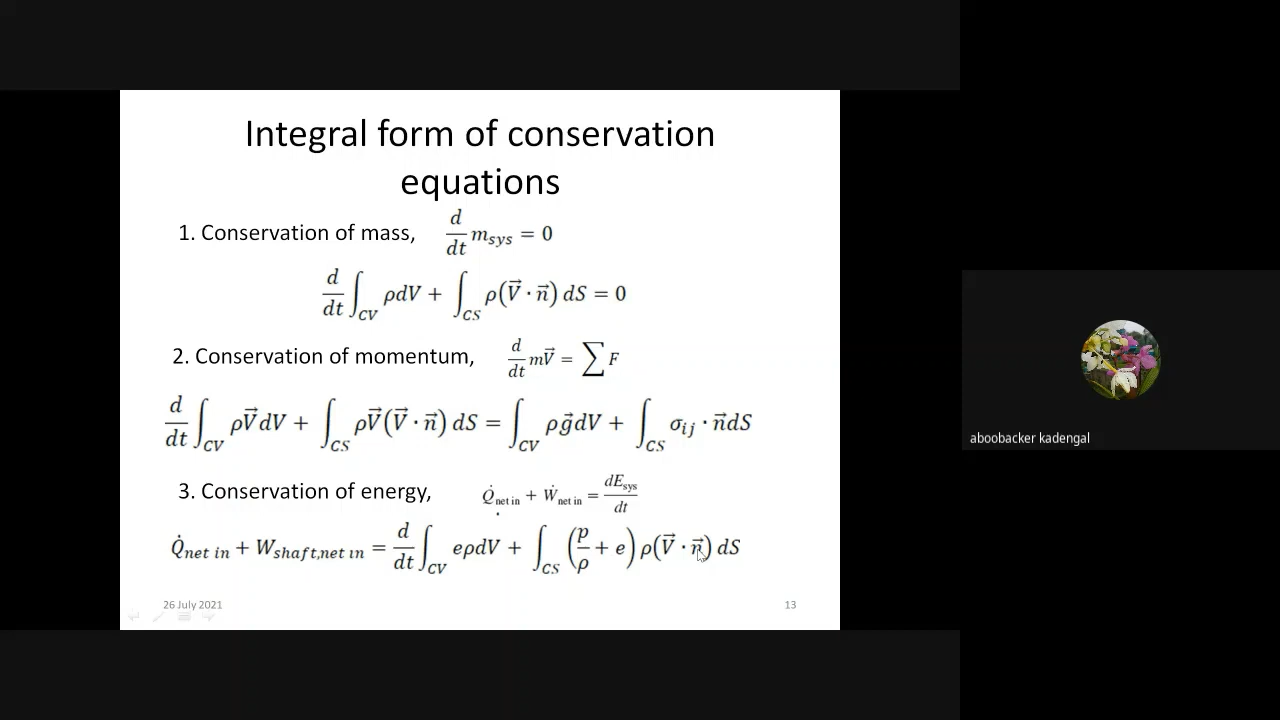 Integral form of conservation
equations
1. Conservation of mass, d/dt m_sys = 0
d/dt ∫_CV ρdV + ∫_CS ρ(V⃗ · n⃗) dS = 0
2. Conservation of momentum, d/dt mV⃗ = ∑ F
d/dt ∫_CV ρV⃗dV + ∫_CS ρV⃗(V⃗ · n⃗) dS = ∫_CV ρg⃗dV + ∫_CS σ_ij · n⃗dS
3. Conservation of energy, Q̇_net in + Ẇ_net in = dE_sys/dt
Q̇_net in + W_shaft,net in = d/dt ∫_CV eρdV + ∫_CS (p/ρ + e) ρ(V⃗ · n⃗) dS
26 July 2021 13
aboobacker kadengal